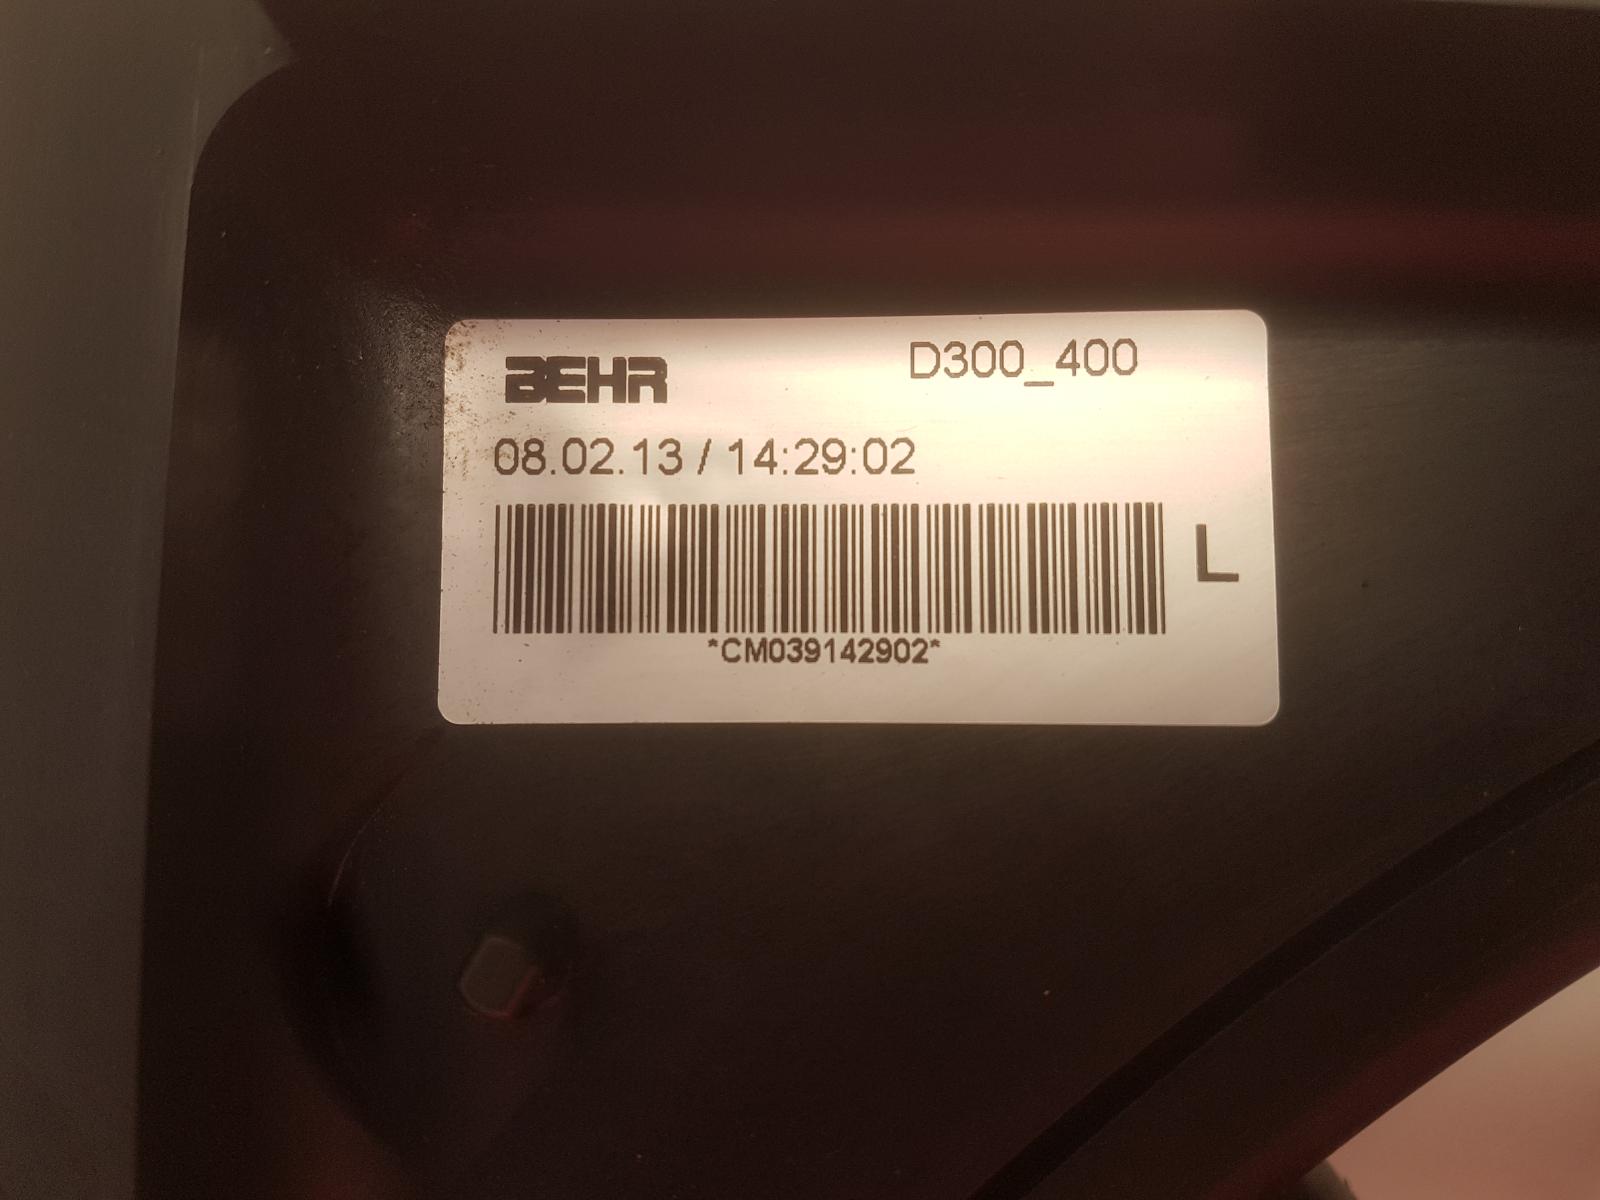 BEHR D300_400
08.02.13 / 14:29:02
L
*CM039142902*